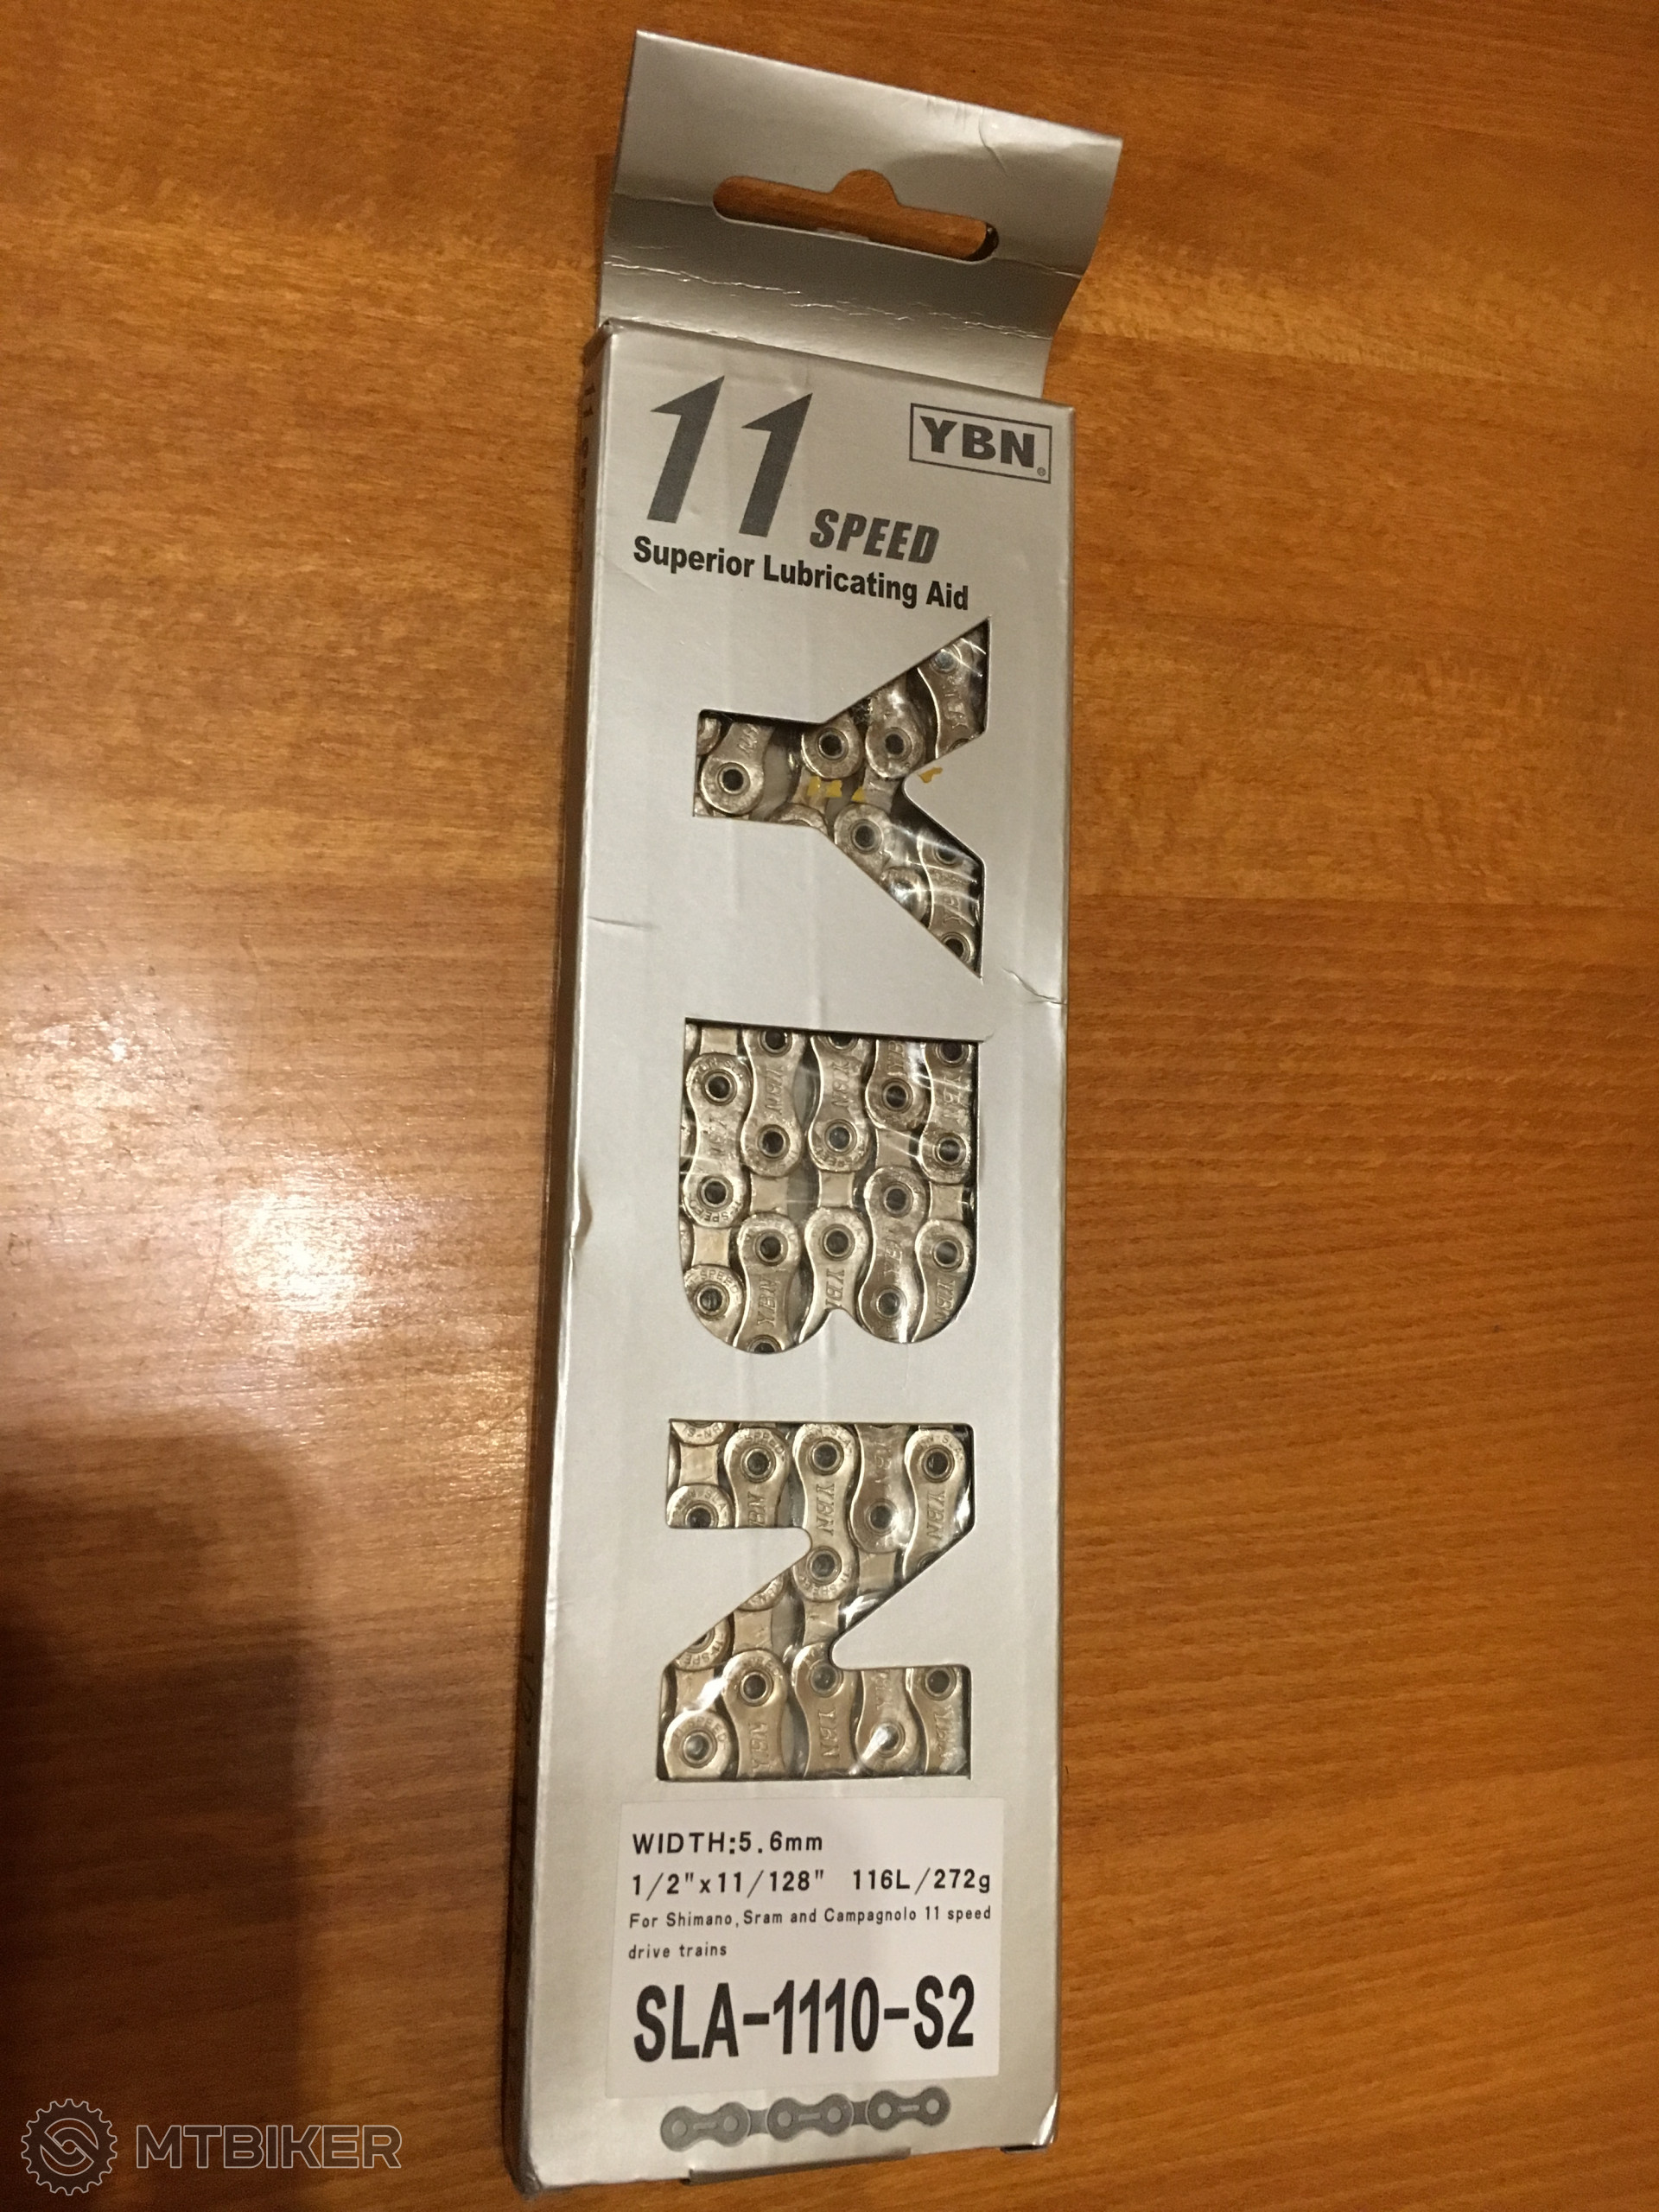 11 SPEED
YBN®
Superior Lubricating Aid
YBN
WIDTH:5.6mm
1/2"x11/128" 116L/272g
For Shimano,Sram and Campagnolo 11 speed
drive trains
SLA-1110-S2
MTBIKER